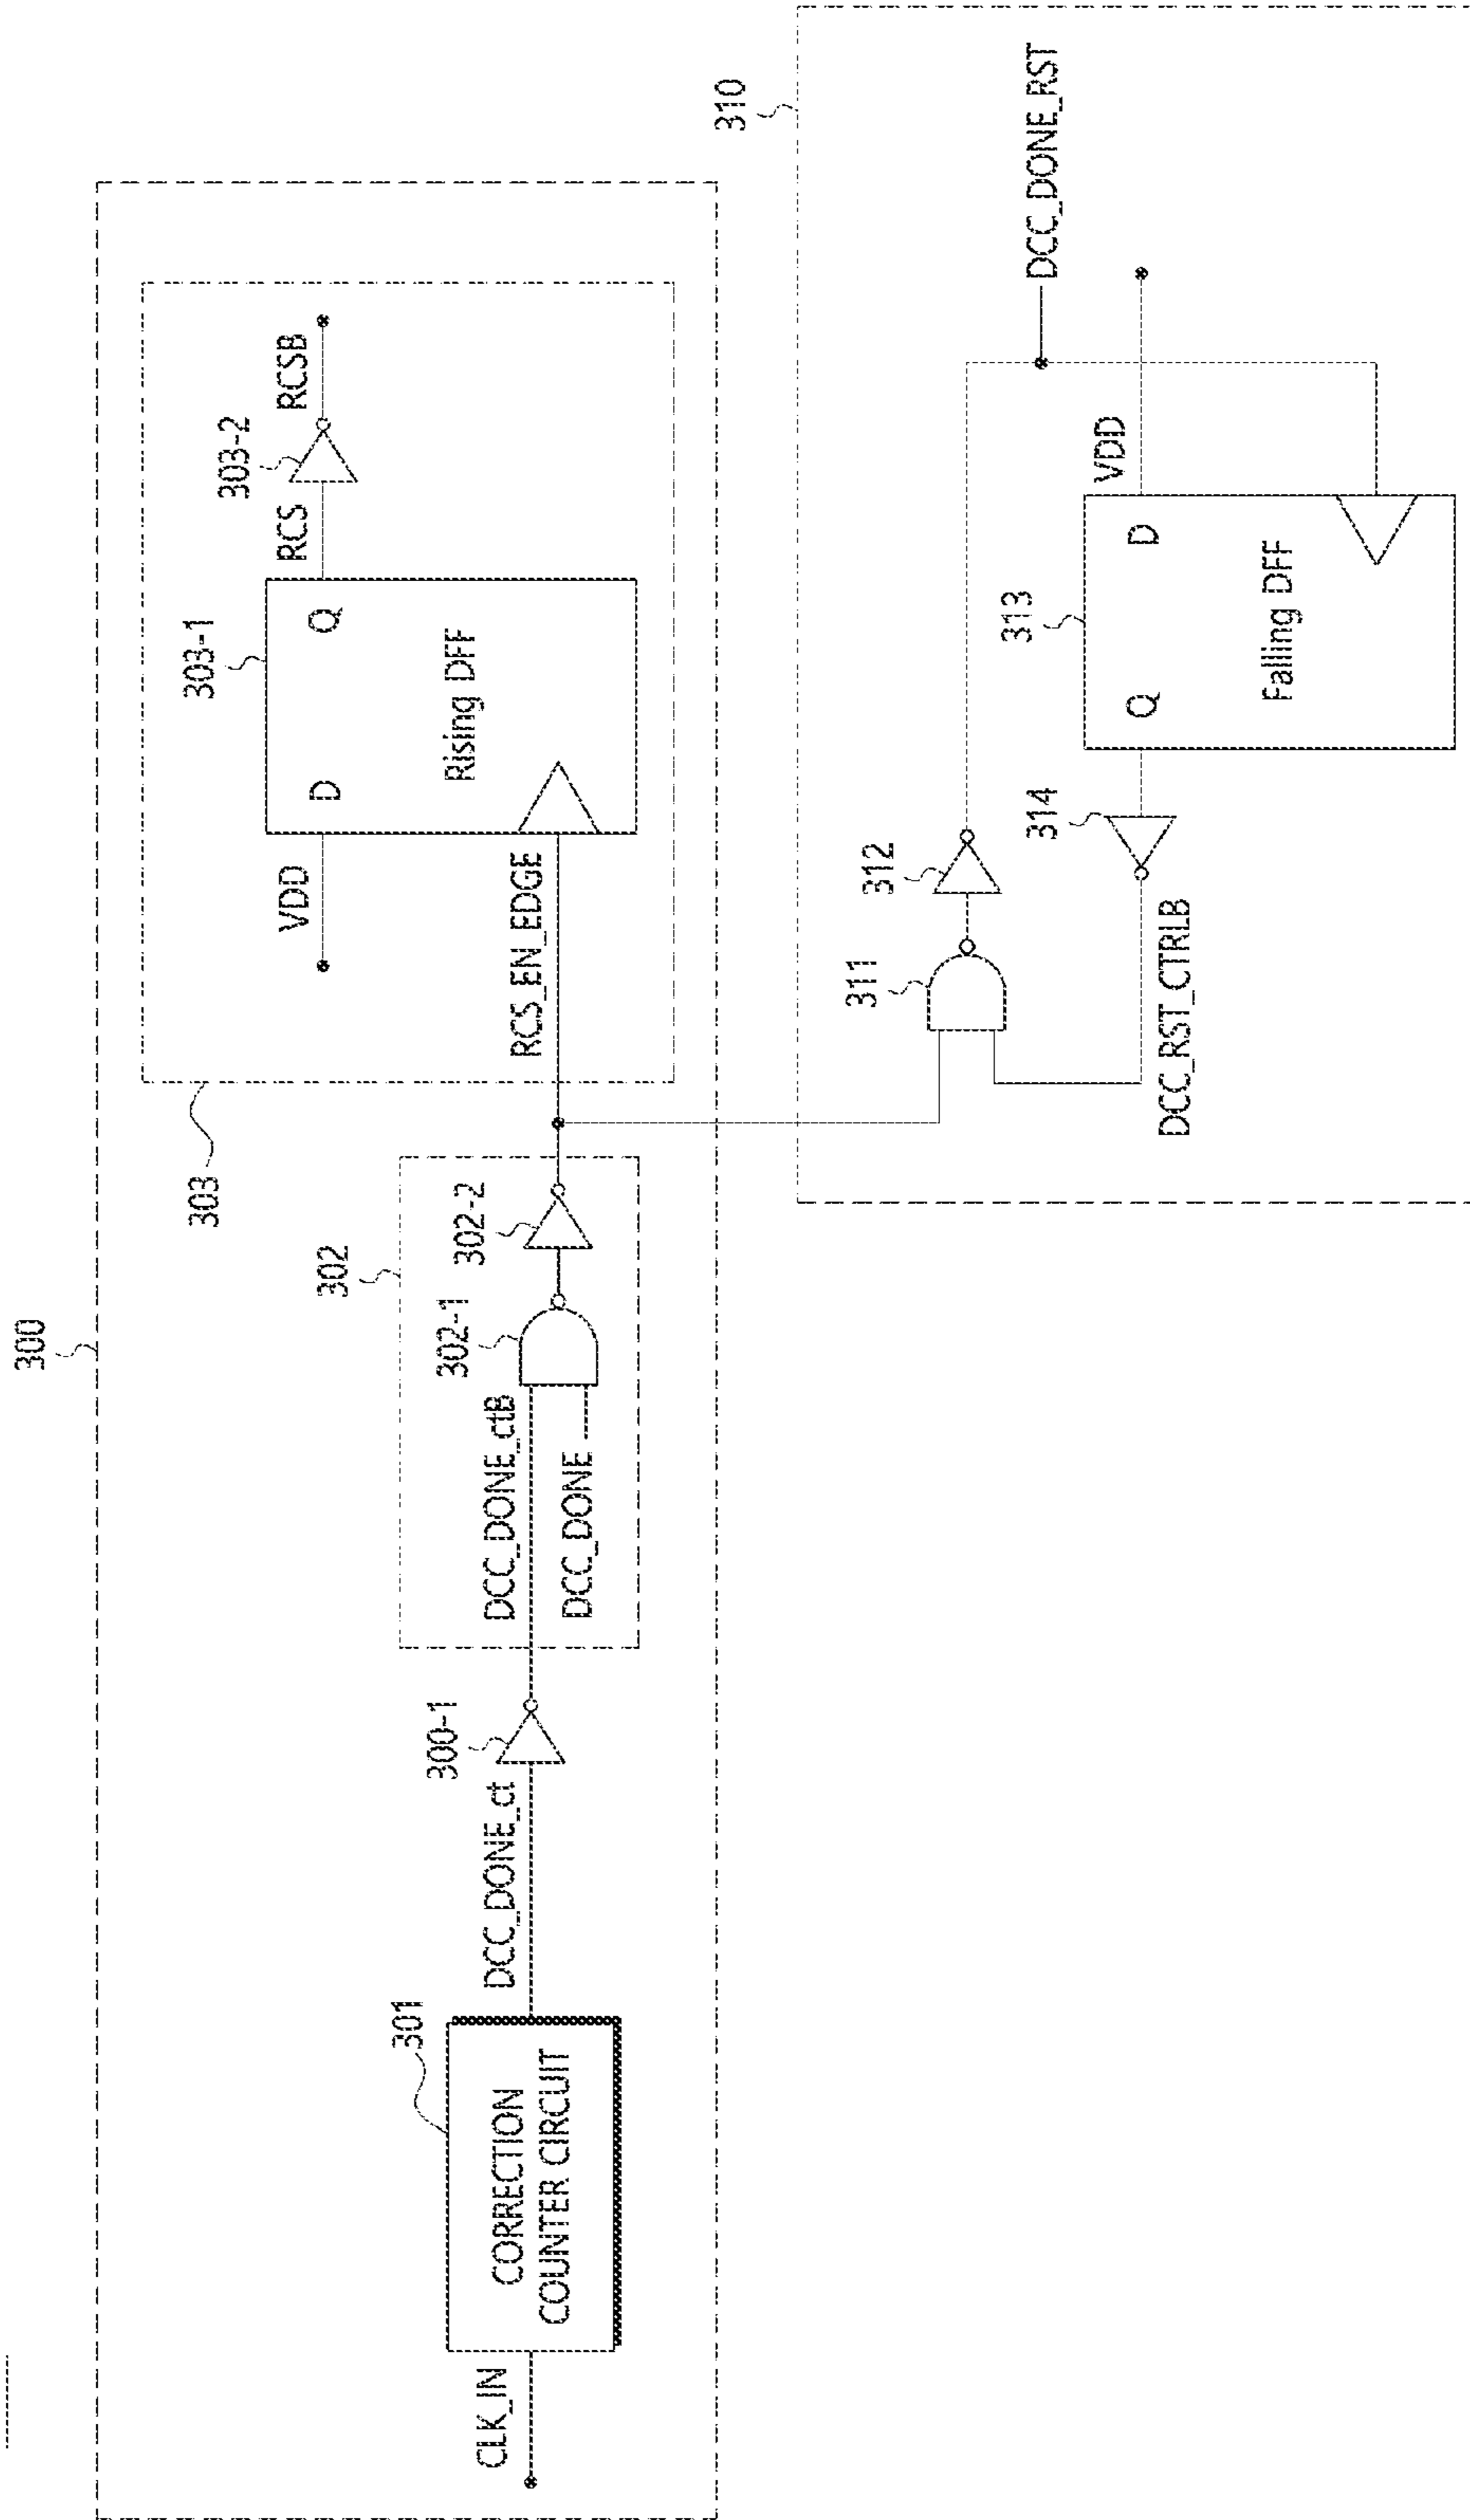 300
303
303-1
303-2
VDD
D
Q
RCS
RCSB
Rising DFF
RCS_EN_EDGE
302
302-1
302-2
DCC_DONE_ctB
DCC_DONE
300-1
DCC_DONE_ct
301
CORRECTION
COUNTER CIRCUIT
CLK_IN
310
311
312
DCC_DONE_RST
DCC_RST_CTRLB
314
313
Q
D
VDD
Falling DFF